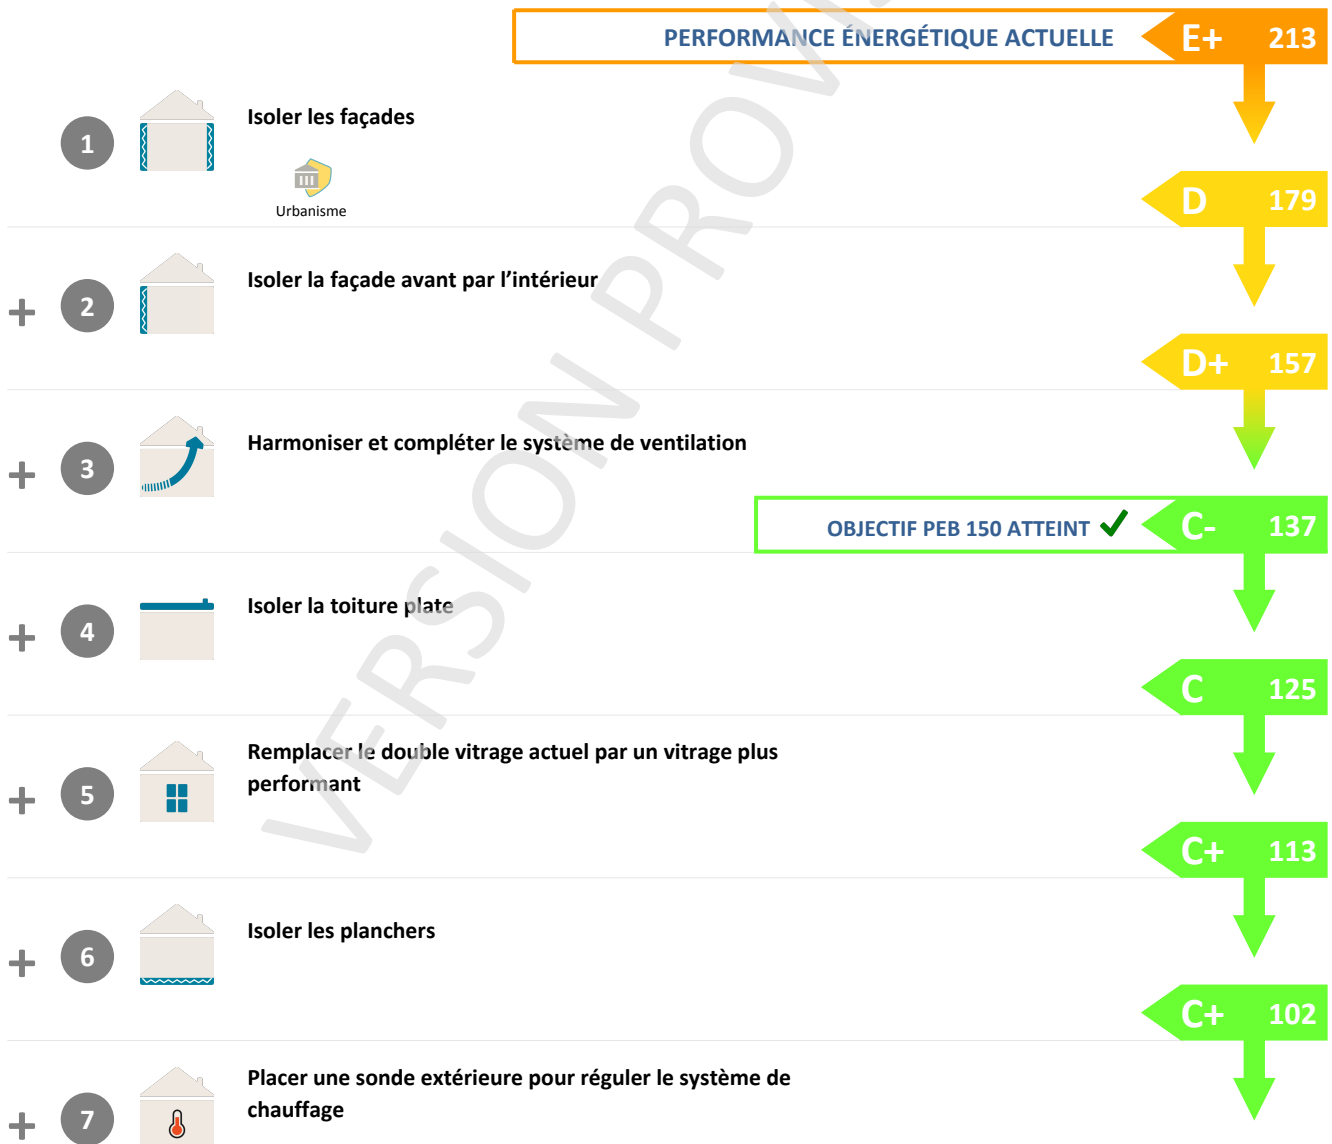 PERFORMANCE ÉNERGÉTIQUE ACTUELLE E+ 213
1 Isoler les façades
Urbanisme
D 179
+ 2 Isoler la façade avant par l'intérieur
D+ 157
+ 3 Harmoniser et compléter le système de ventilation
OBJECTIF PEB 150 ATTEINT ✓ C- 137
+ 4 Isoler la toiture plate
C 125
+ 5 Remplacer le double vitrage actuel par un vitrage plus
performant
C+ 113
+ 6 Isoler les planchers
C+ 102
+ 7 Placer une sonde extérieure pour réguler le système de
chauffage
VERSION PROVIS